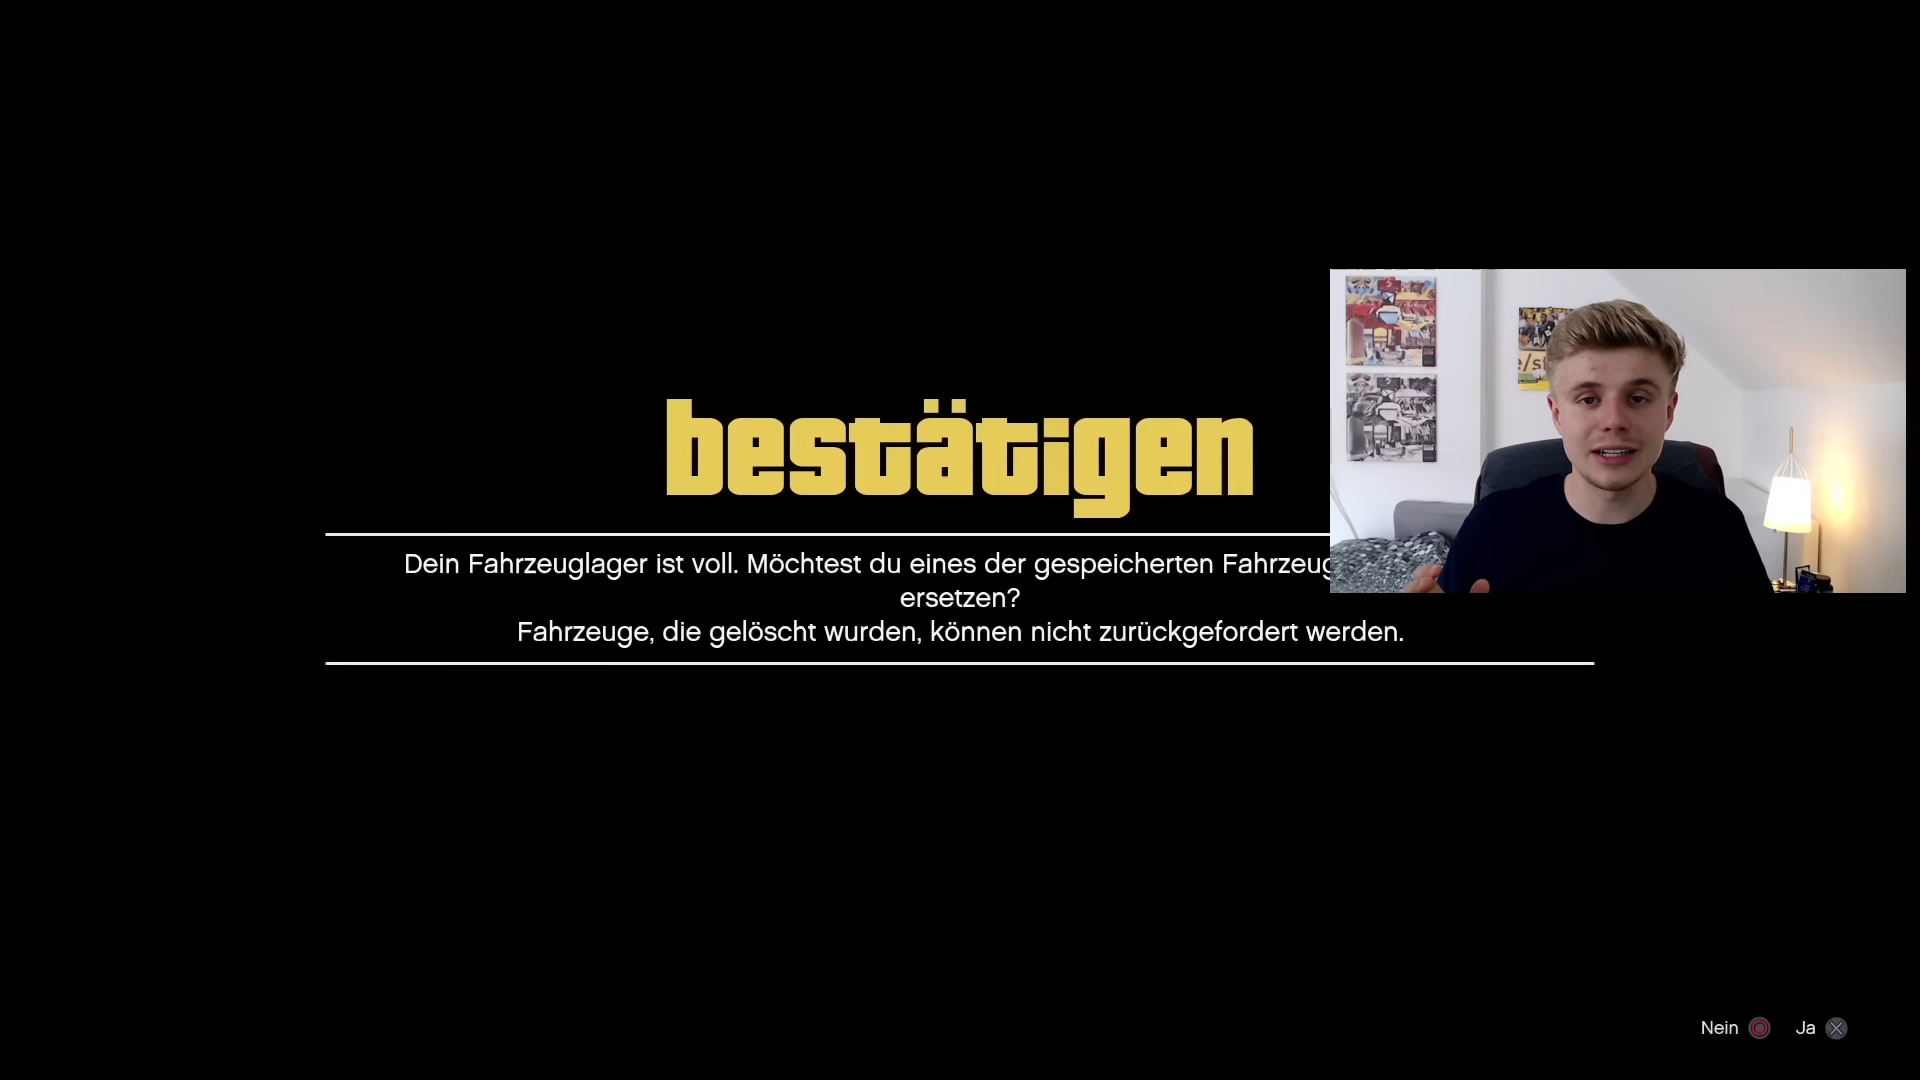 bestätigen
Dein Fahrzeuglager ist voll. Möchtest du eines der gespeicherten
ersetzen?
Fahrzeuge, die gelöscht wurden, können nicht zurückgefordert werden.
Nein Ja